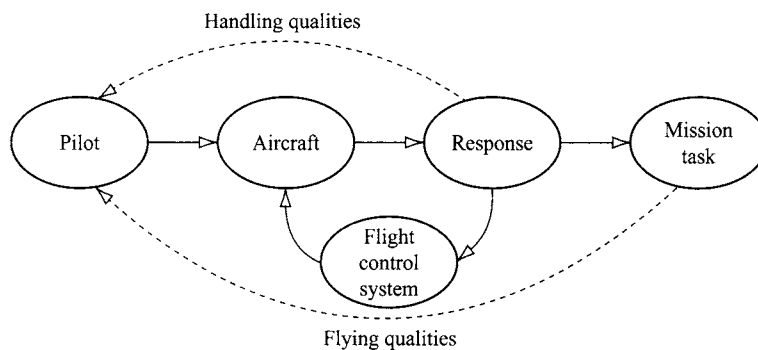 Handling qualities
Pilot
Aircraft
Response
Mission
task
Flight
control
system
Flying qualities